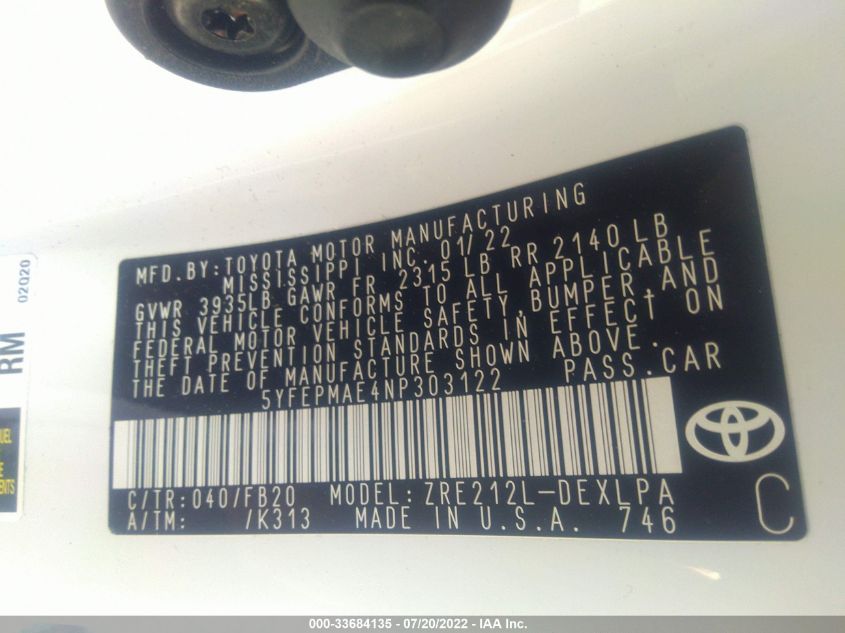 MFD. BY: TOYOTA MOTOR MANUFACTURING
MISSISSIPPI INC. 01/22
GVWR 3935LB GAWR FR 2315 LB RR 2140 LB
THIS VEHICLE CONFORMS TO ALL APPLICABLE
FEDERAL MOTOR VEHICLE SAFETY, BUMPER, AND
THEFT PREVENTION STANDARDS IN EFFECT ON
THE DATE OF MANUFACTURE SHOWN ABOVE.
5YFEPMAE4NP303122 PASS. CAR
C/TR: 040/FB20 MODEL: ZRE212L-DEXLPA
A/TM: /K313 MADE IN U.S.A. 746
C
RM
02020
UEL
E
ENTS
000-33684135 - 07/20/2022 - IAA Inc.